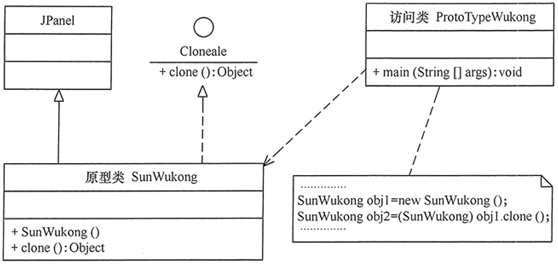 JPanel
Cloneale
+ clone ():Object
访问类 ProtoTypeWukong
+ main (String [] args):void
原型类 SunWukong
+ SunWukong ()
+ clone ():Object
..............
SunWukong obj1=new SunWukong ();
SunWukong obj2=(SunWukong) obj1.clone ();
..............